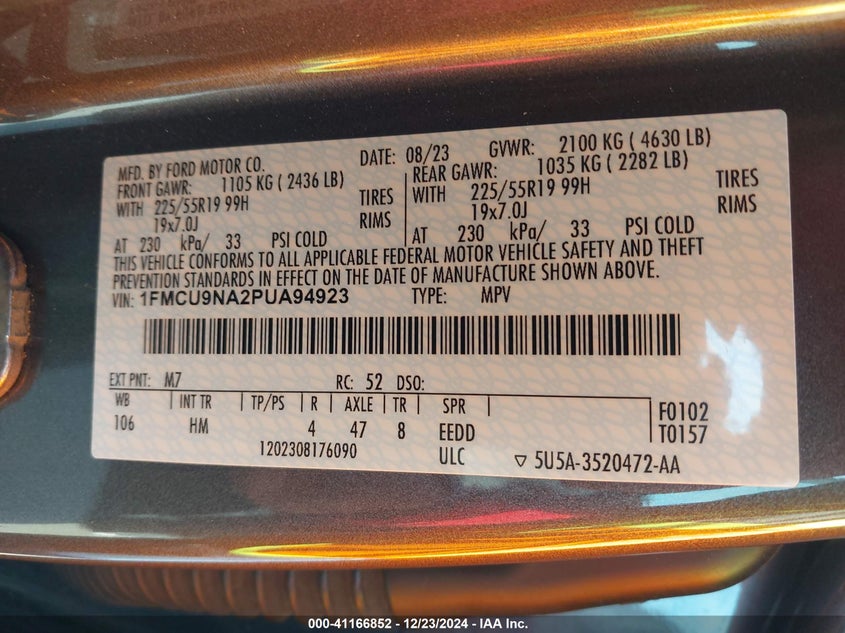 MFD. BY FORD MOTOR CO.
DATE: 08/23 GVWR: 2100 KG ( 4630 LB)
FRONT GAWR: 1105 KG ( 2436 LB)
WITH 225/55R19 99H TIRES
19x7.0J RIMS
AT 230 kPa/ 33 PSI COLD
REAR GAWR: 1035 KG ( 2282 LB)
WITH 225/55R19 99H TIRES
19x7.0J RIMS
AT 230 kPa/ 33 PSI COLD
THIS VEHICLE CONFORMS TO ALL APPLICABLE FEDERAL MOTOR VEHICLE SAFETY AND THEFT
PREVENTION STANDARDS IN EFFECT ON THE DATE OF MANUFACTURE SHOWN ABOVE.
VIN: 1FMCU9NA2PUA94923 TYPE: MPV
EXT PNT: M7 RC: 52 DSO:
WB INT TR TP/PS R AXLE TR SPR
106 HM 4 47 8 EEDD
F0102
T0157
1202308176090 ULC ▽ 5U5A-3520472-AA
000-41166852 / 12/23/2024 - IAA Inc.